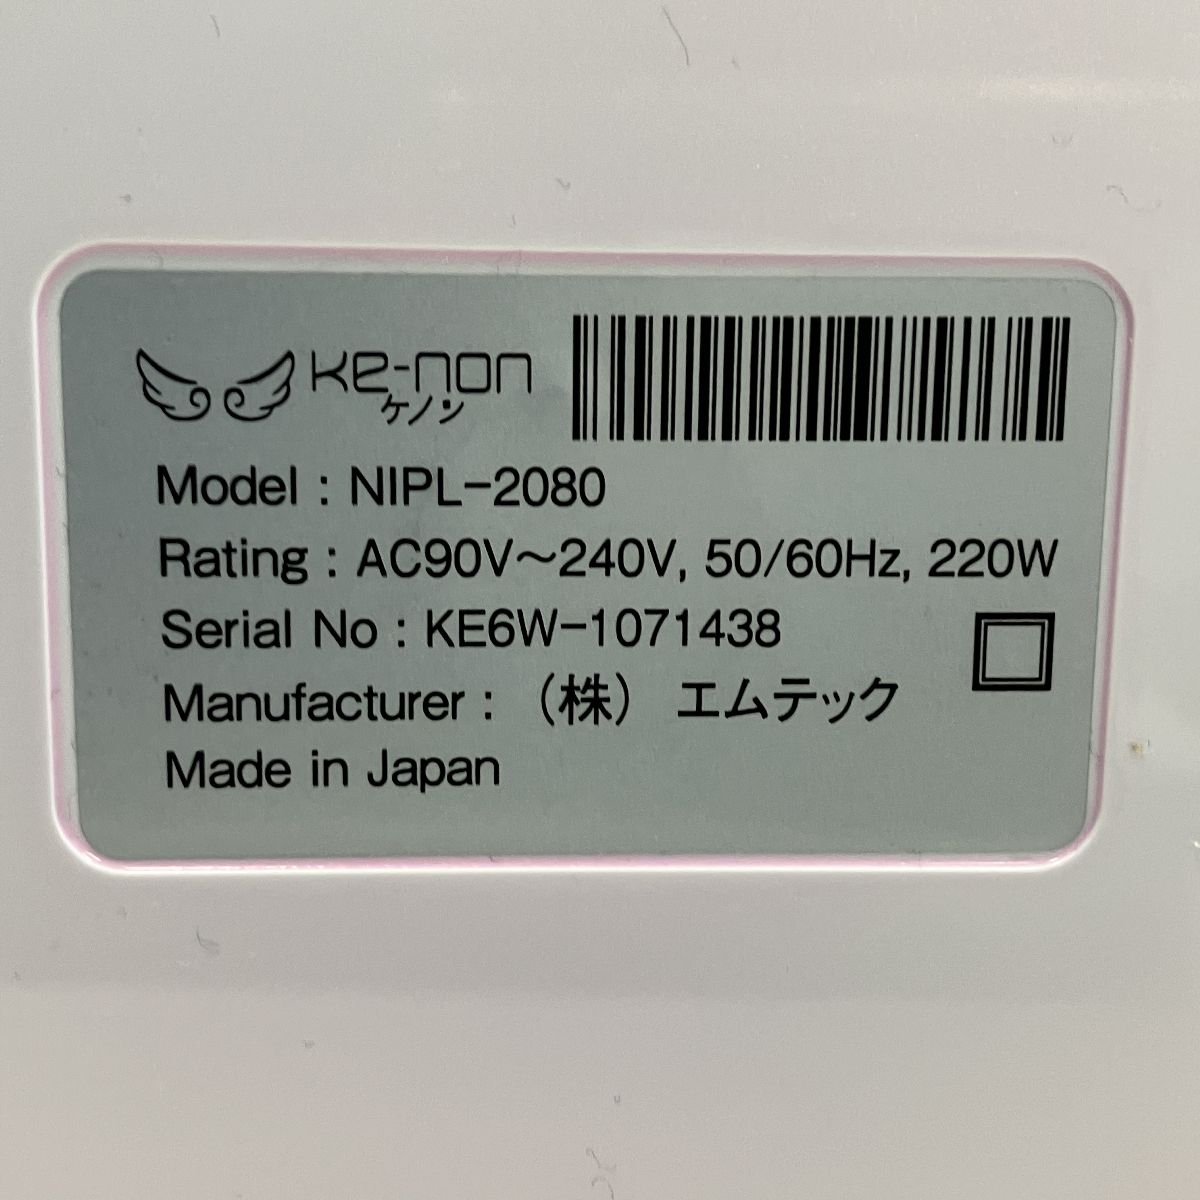 Ke-non
ケノン
Model : NIPL-2080
Rating : AC90V～240V, 50/60Hz, 220W
Serial No : KE6W-1071438
Manufacturer : （株） エムテック
Made in Japan